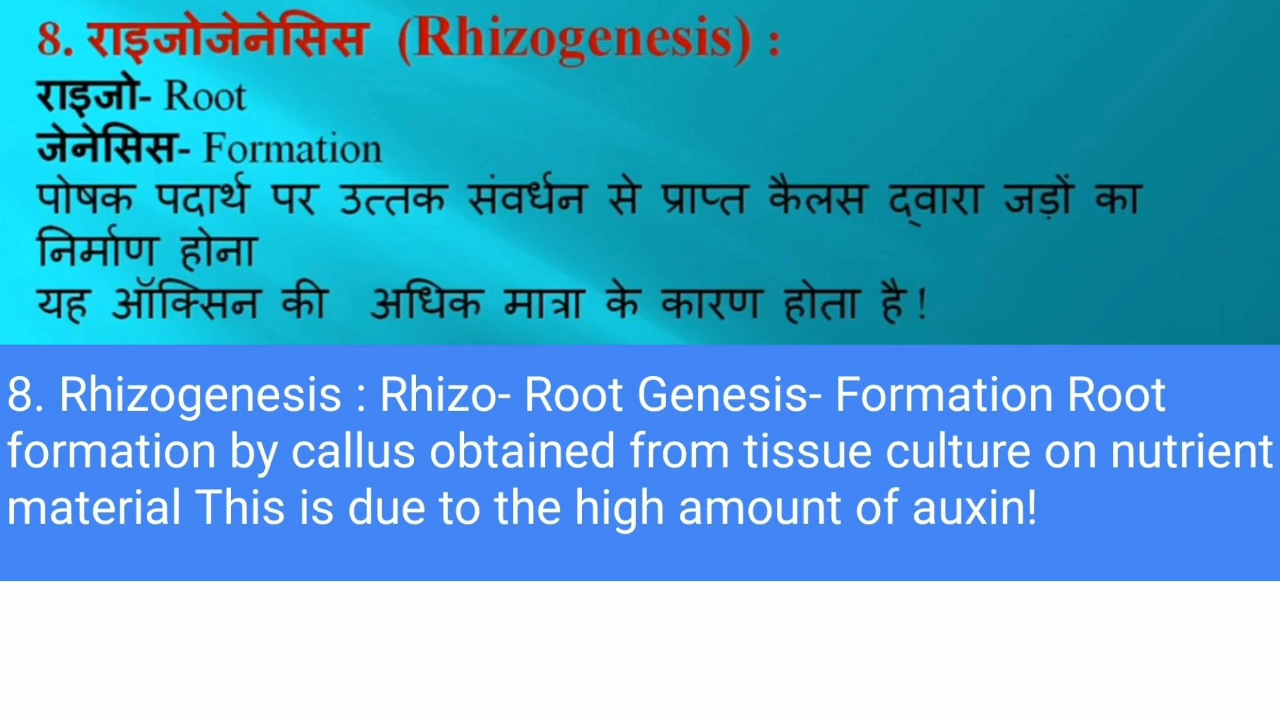 8. राइजोजेनेसिस (Rhizogenesis) :
राइजो- Root
जेनेसिस- Formation
पोषक पदार्थ पर उत्तक संवर्धन से प्राप्त कैलस द्वारा जड़ों का
निर्माण होना
यह ऑक्सिन की अधिक मात्रा के कारण होता है !
8. Rhizogenesis : Rhizo- Root Genesis- Formation Root
formation by callus obtained from tissue culture on nutrient
material This is due to the high amount of auxin!